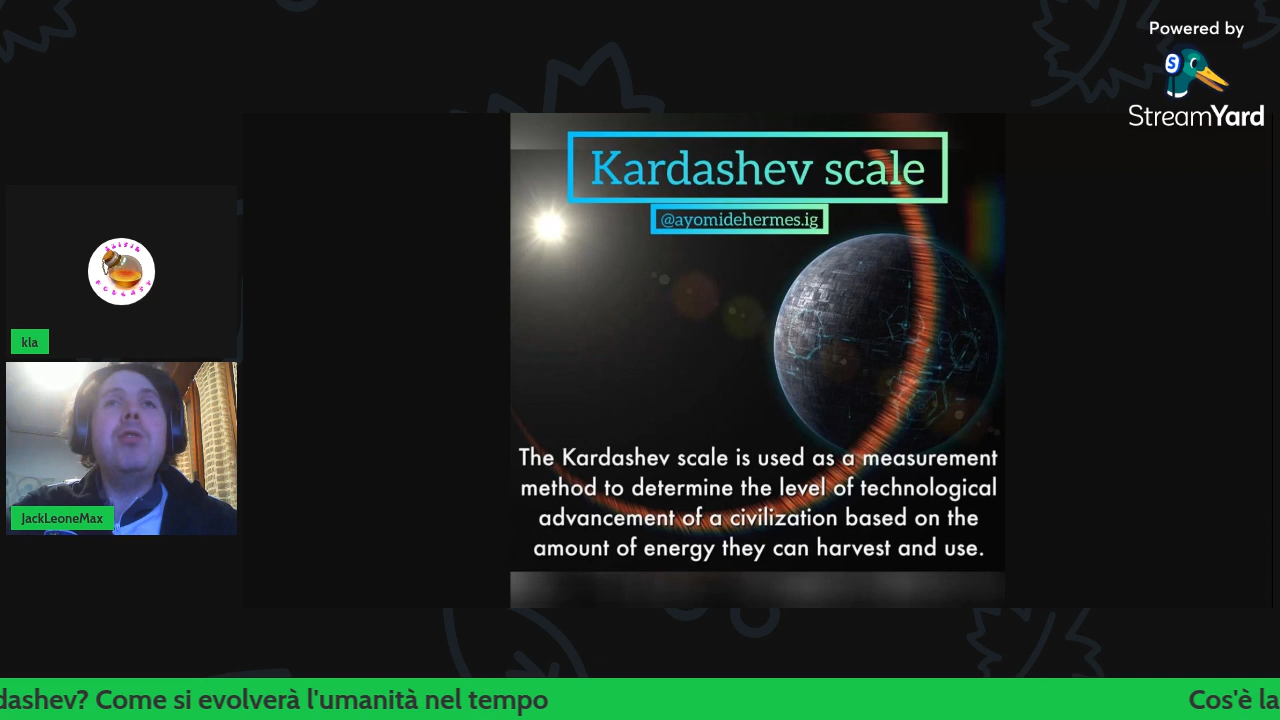 Powered by
StreamYard
Kardashev scale
@ayomidehermes.ig
The Kardashev scale is used as a measurement
method to determine the level of technological
advancement of a civilization based on the
amount of energy they can harvest and use.
kla
JackLeoneMax
dashev? Come si evolverà l'umanità nel tempo
Cos'è la